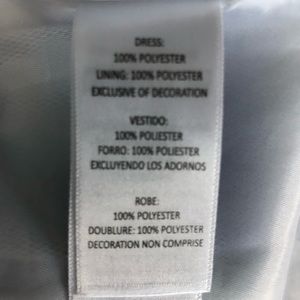 DRESS:
100% POLYESTER
LINING: 100% POLYESTER
EXCLUSIVE OF DECORATION
VESTIDO:
100% POLIESTER
FORRO: 100% POLIESTER
EXCLUYENDO LOS ADORNOS
ROBE:
100% POLYESTER
DOUBLURE: 100% POLYESTER
DECORATION NON COMPRISE